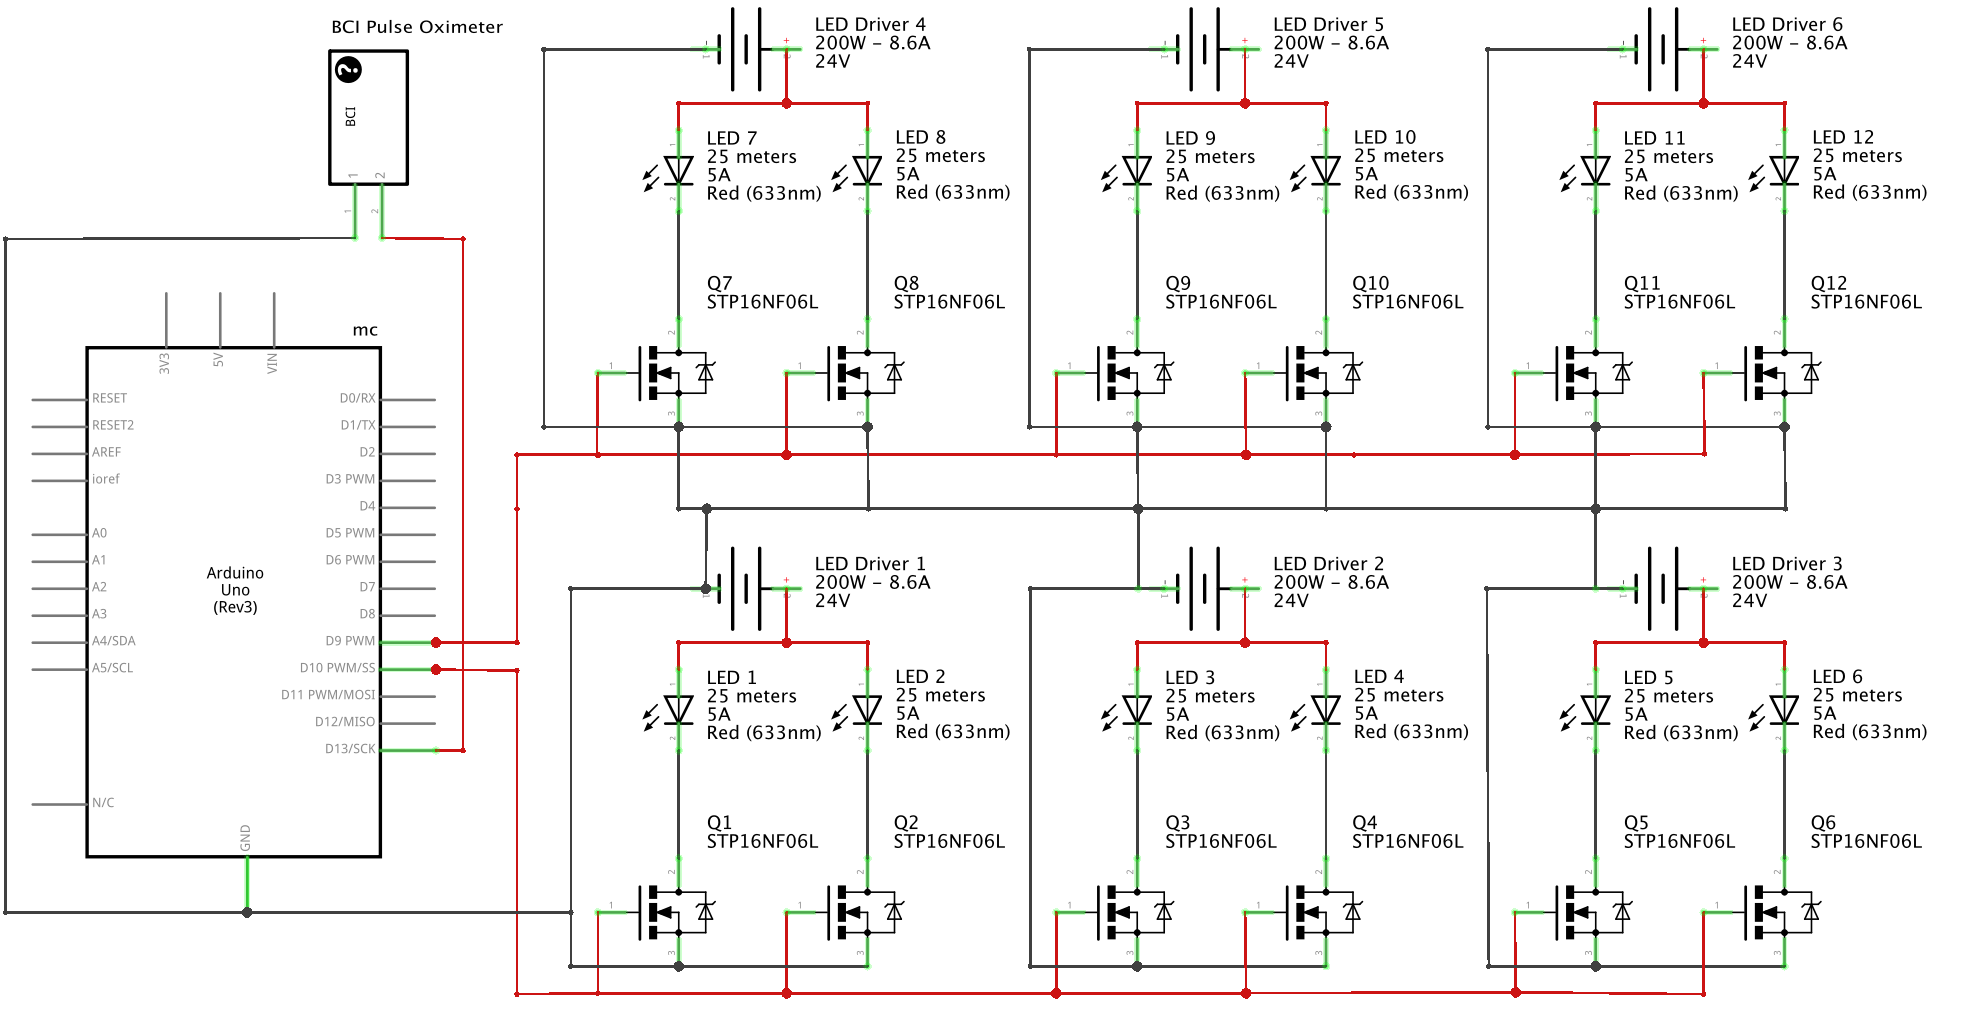 BCI Pulse Oximeter
BCI
1
2
1
2
mc
3V3
5V
VIN
RESET
RESET2
AREF
ioref
A0
A1
A2
A3
A4/SDA
A5/SCL
N/C
D0/RX
D1/TX
D2
D3 PWM
D4
D5 PWM
D6 PWM
D7
D8
D9 PWM
D10 PWM/SS
D11 PWM/MOSI
D12/MISO
D13/SCK
GND
Arduino
Uno
(Rev3)
LED Driver 4
200W - 8.6A
24V
LED 7
25 meters
5A
Red (633nm)
LED 8
25 meters
5A
Red (633nm)
Q7
STP16NF06L
Q8
STP16NF06L
LED Driver 5
200W - 8.6A
24V
LED 9
25 meters
5A
Red (633nm)
LED 10
25 meters
5A
Red (633nm)
Q9
STP16NF06L
Q10
STP16NF06L
LED Driver 6
200W - 8.6A
24V
LED 11
25 meters
5A
Red (633nm)
LED 12
25 meters
5A
Red (633nm)
Q11
STP16NF06L
Q12
STP16NF06L
LED Driver 1
200W - 8.6A
24V
LED 1
25 meters
5A
Red (633nm)
LED 2
25 meters
5A
Red (633nm)
Q1
STP16NF06L
Q2
STP16NF06L
LED Driver 2
200W - 8.6A
24V
LED 3
25 meters
5A
Red (633nm)
LED 4
25 meters
5A
Red (633nm)
Q3
STP16NF06L
Q4
STP16NF06L
LED Driver 3
200W - 8.6A
24V
LED 5
25 meters
5A
Red (633nm)
LED 6
25 meters
5A
Red (633nm)
Q5
STP16NF06L
Q6
STP16NF06L